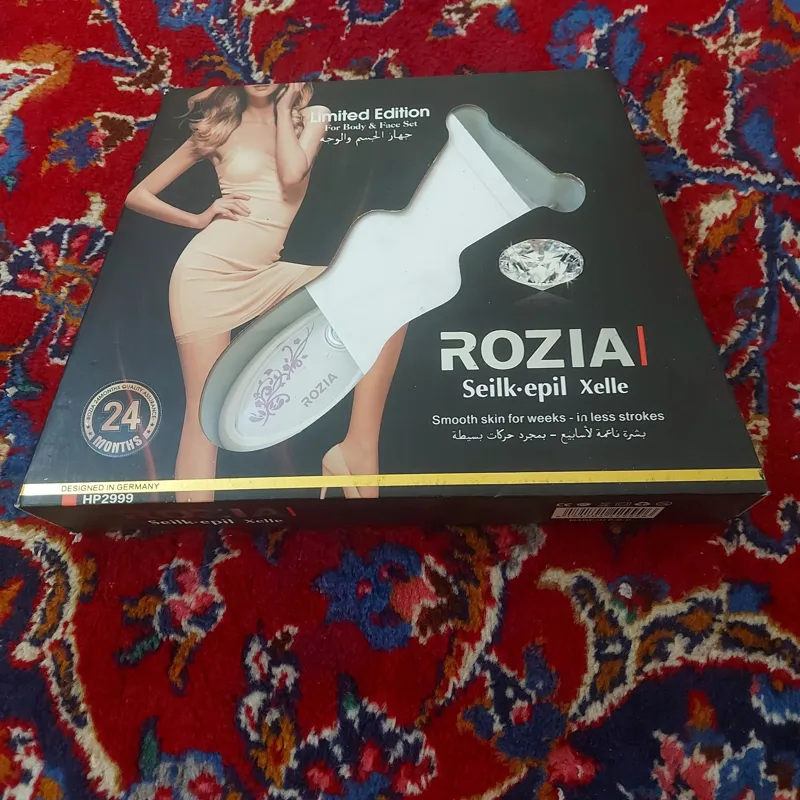 Limited Edition
For Body & Face Set
جهاز الجسم والوجه
ROZIA
Seilk·epil Xelle
Smooth skin for weeks - in less strokes
بشرة ناعمة لأسابيع - بمجرد حركات بسيطة
ROZIA
24
MONTHS
DESIGNED IN GERMANY
HP2999
Seilk·epil Xelle